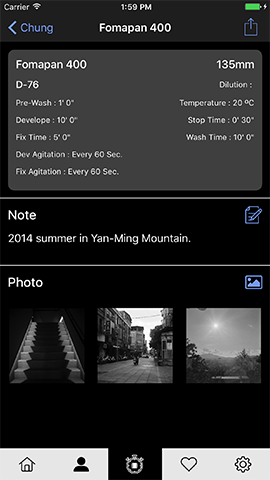 Carrier 1:59 PM
Chung Fomapan 400
Fomapan 400 135mm
D-76 Dilution :
Pre-Wash : 1' 0" Temperature : 20 ºC
Develope : 10' 0" Stop Time : 0' 30"
Fix Time : 5' 0" Wash Time : 10' 0"
Dev Agitation : Every 60 Sec.
Fix Agitation : Every 60 Sec.
Note
2014 summer in Yan-Ming Mountain.
Photo